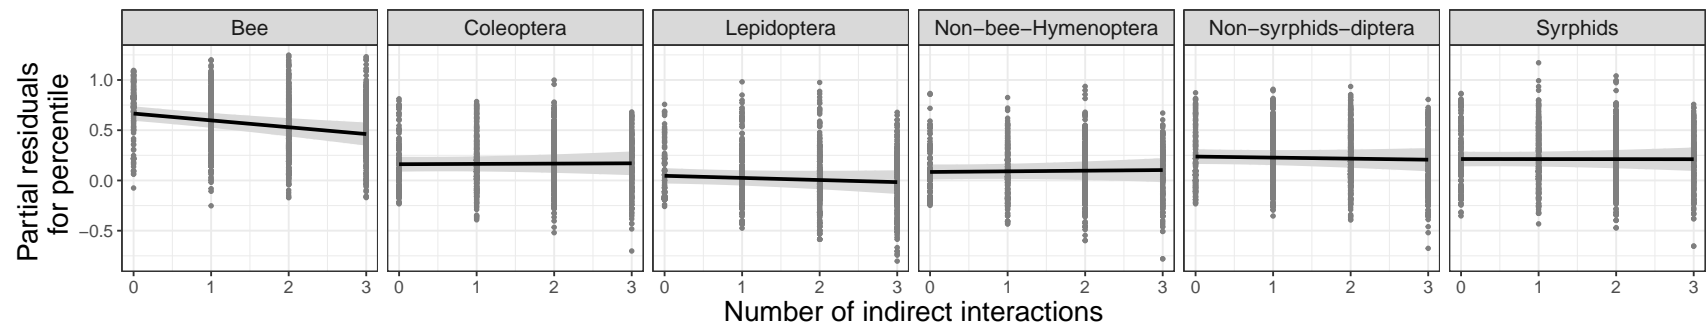 Bee Coleoptera Lepidoptera Non−bee−Hymenoptera Non−syrphids−diptera Syrphids
Partial residuals
for percentile
1.0
0.5
0.0
−0.5
0 1 2 3 0 1 2 3 0 1 2 3 0 1 2 3 0 1 2 3 0 1 2 3
Number of indirect interactions